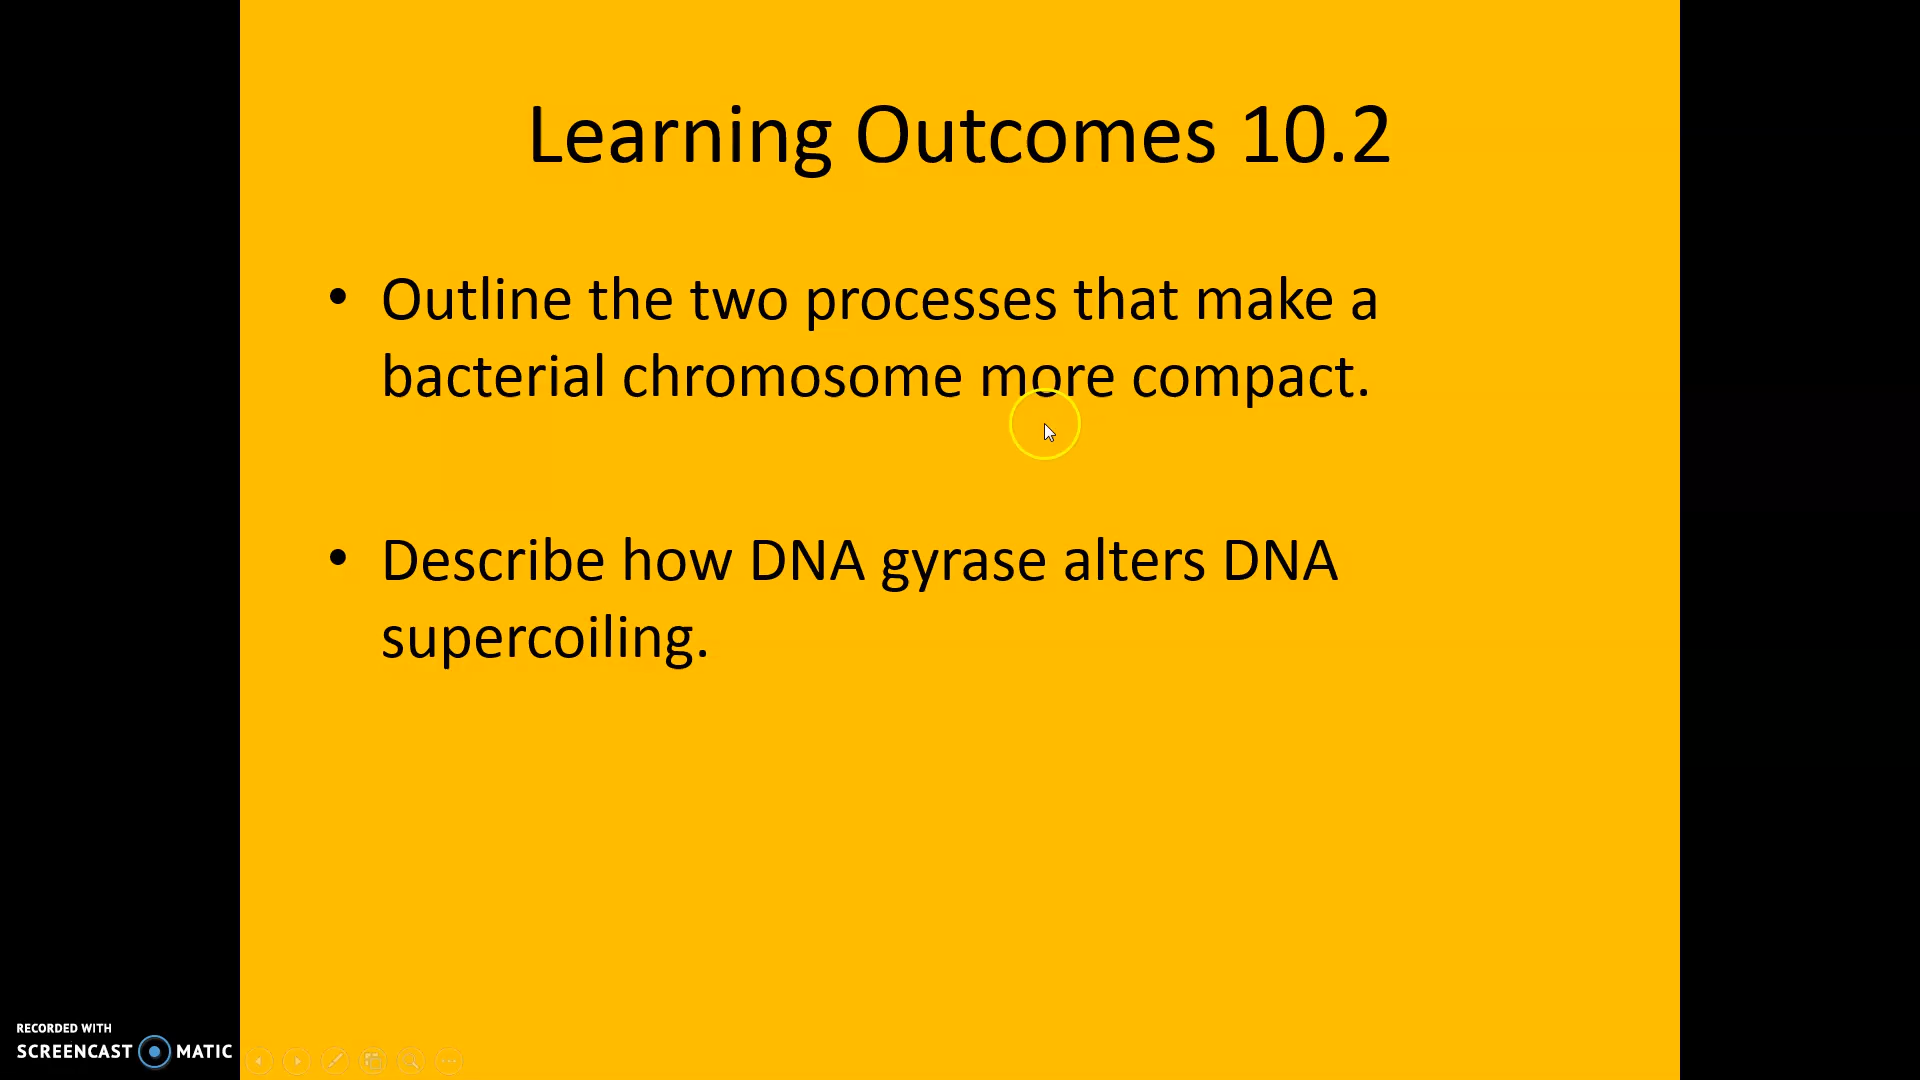 Learning Outcomes 10.2
• Outline the two processes that make a
bacterial chromosome more compact.
• Describe how DNA gyrase alters DNA
supercoiling.
RECORDED WITH
SCREENCAST MATIC